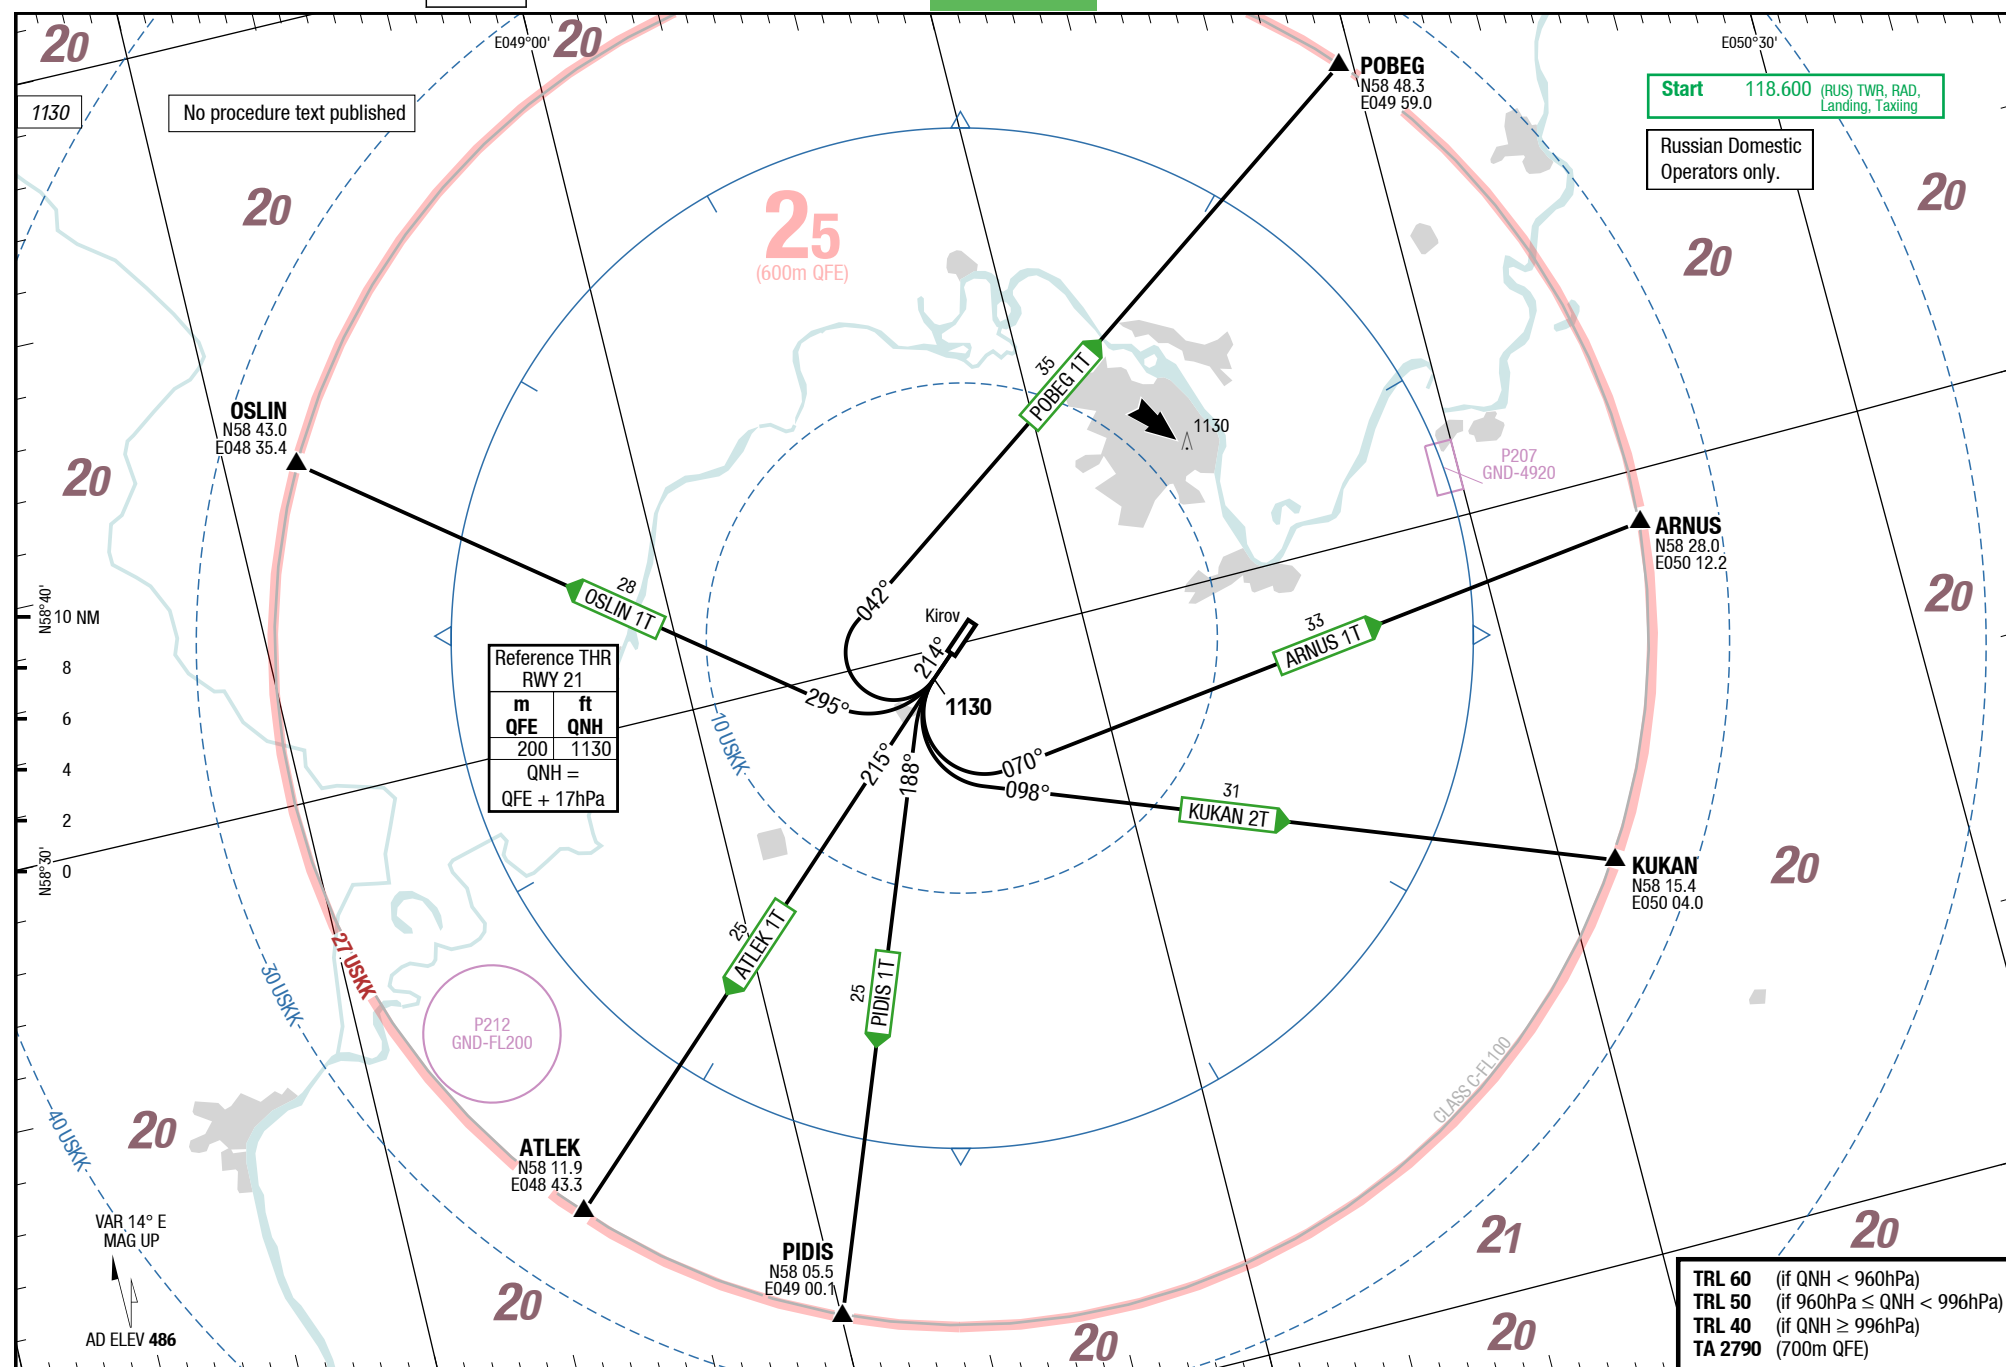 20
E049°00'
20
E050°30'
POBEG
N58 48.3
E049 59.0
Start 118.600 (RUS) TWR, RAD,
Landing, Taxiing
1130
No procedure text published
Russian Domestic
Operators only.
20
25
(600m QFE)
20
20
35
POBEG 1T
OSLIN
N58 43.0
E048 35.4
1130
20
P207
GND-4920
ARNUS
N58 28.0
E050 12.2
28
OSLIN 1T
042°
Kirov
20
N58°40'
10 NM
33
ARNUS 1T
214°
Reference THR
RWY 21
m ft
QFE QNH
200 1130
QNH =
QFE + 17hPa
8
6
4
2
0
N58°30'
295°
1130
10 USKK
215°
188°
070°
098°
31
KUKAN 2T
KUKAN
N58 15.4
E050 04.0
20
25
ATLEK 1T
27 USKK
30 USKK
25
PIDIS 1T
P212
GND-FL200
CLASS C-FL100
40 USKK
20
ATLEK
N58 11.9
E048 43.3
VAR 14° E
MAG UP
AD ELEV 486
PIDIS
N58 05.5
E049 00.1
20
21
20
20
20
TRL 60 (if QNH < 960hPa)
TRL 50 (if 960hPa ≤ QNH < 996hPa)
TRL 40 (if QNH ≥ 996hPa)
TA 2790 (700m QFE)